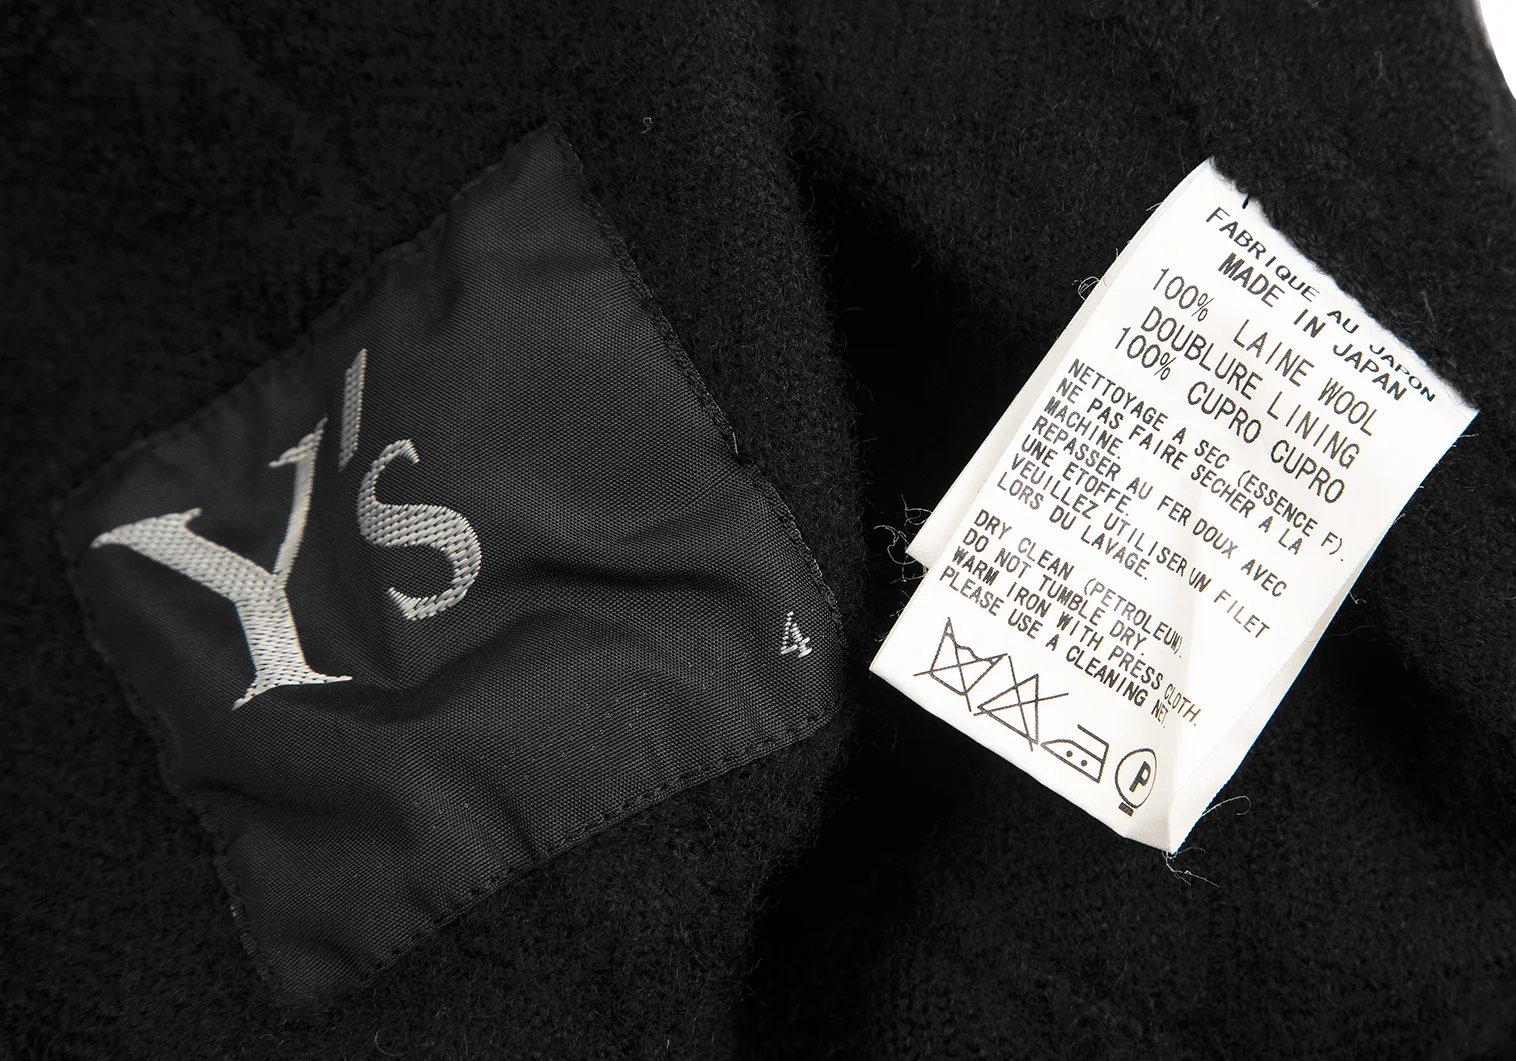 Y's
4
FABRIQUE AU JAPON
MADE IN JAPAN
100% LAINE WOOL
DOUBLURE LINING
100% CUPRO CUPRO
NETTOYAGE A SEC (ESSENCE F).
NE PAS FAIRE SECHER A LA
MACHINE.
REPASSER AU FER DOUX AVEC
UNE ETOFFE.
VEUILLEZ UTILISER UN FILET
LORS DU LAVAGE.
DRY CLEAN (PETROLEUM).
DO NOT TUMBLE DRY.
WARM IRON WITH PRESS CLOTH.
PLEASE USE A CLEANING NET.
P